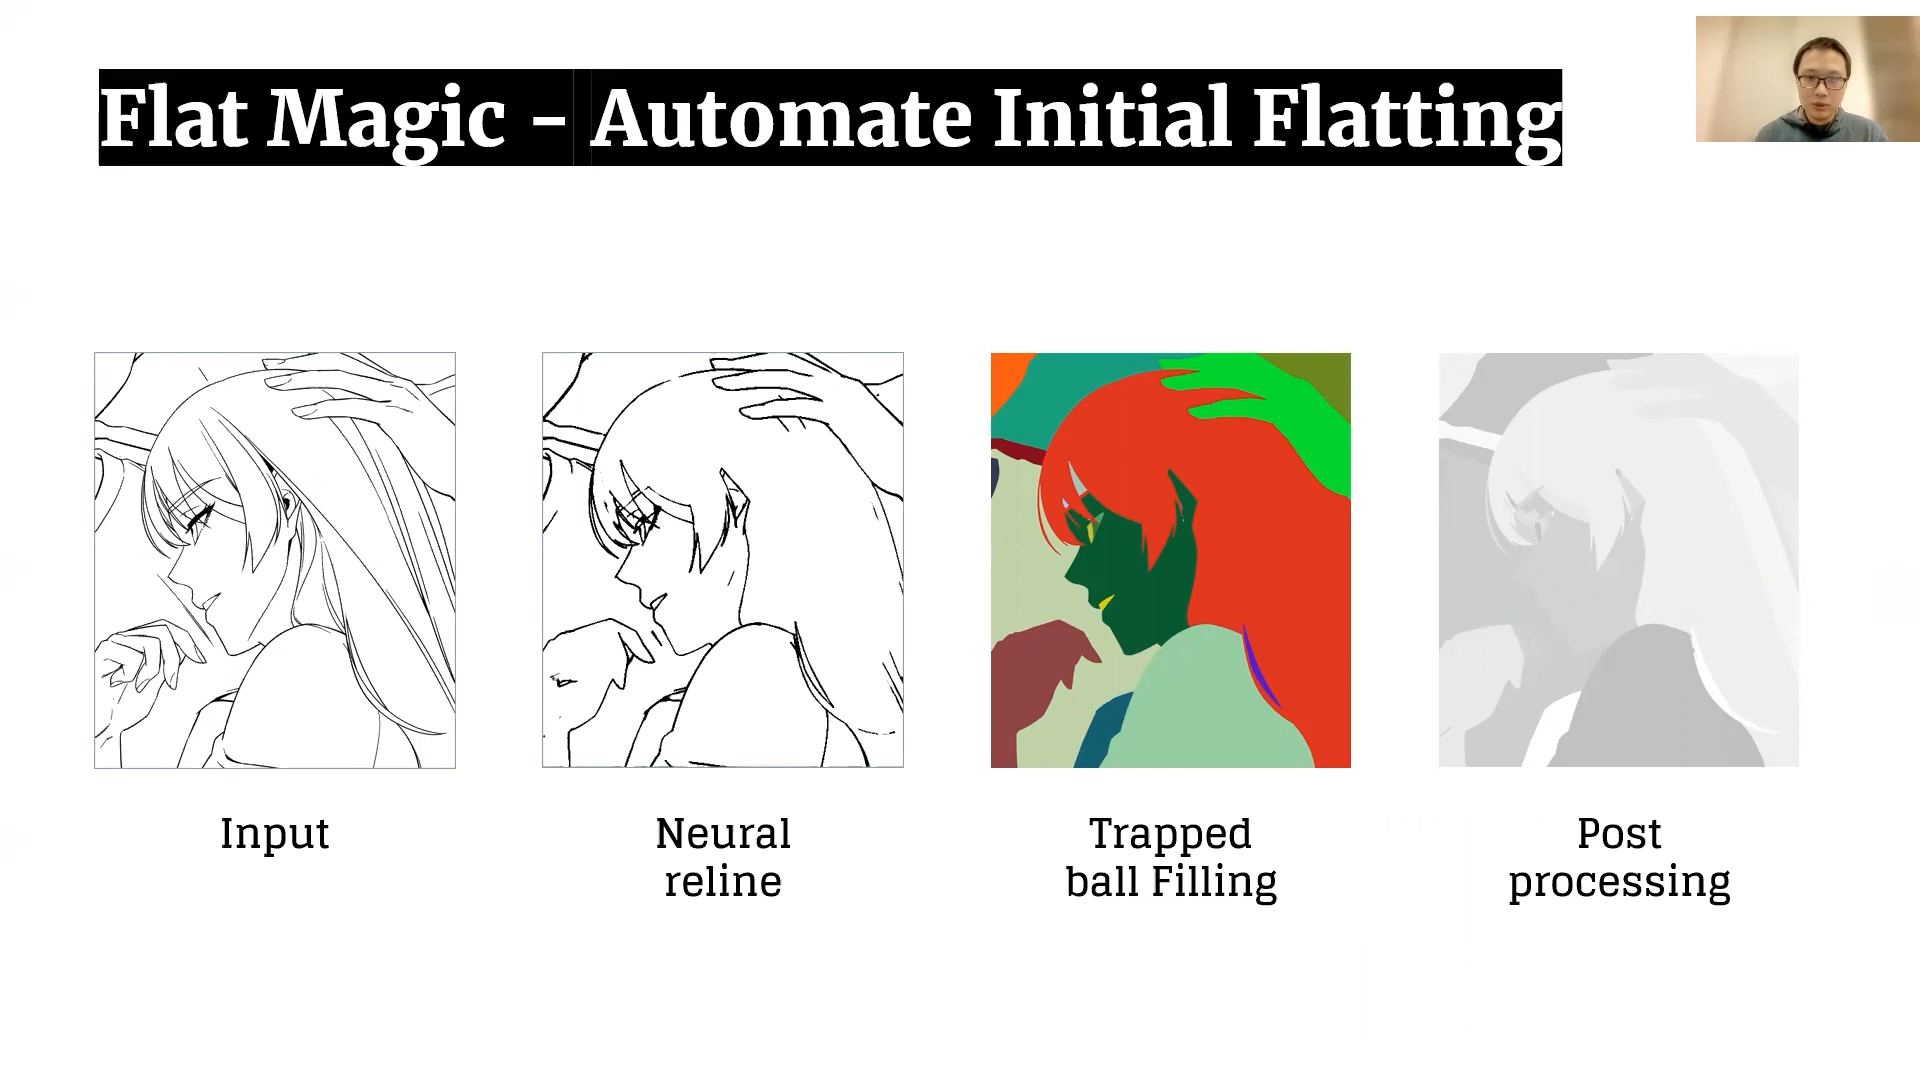 Flat Magic - Automate Initial Flatting
Input
Neural
reline
Trapped
ball Filling
Post
processing